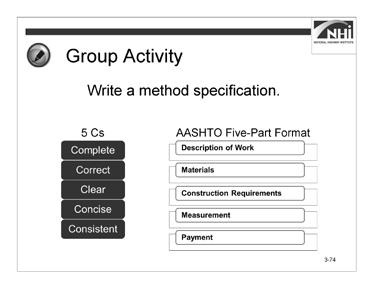 NHI
NATIONAL HIGHWAY INSTITUTE
Group Activity
Write a method specification.
5 Cs
Complete
Correct
Clear
Concise
Consistent
AASHTO Five-Part Format
Description of Work
Materials
Construction Requirements
Measurement
Payment
3-74